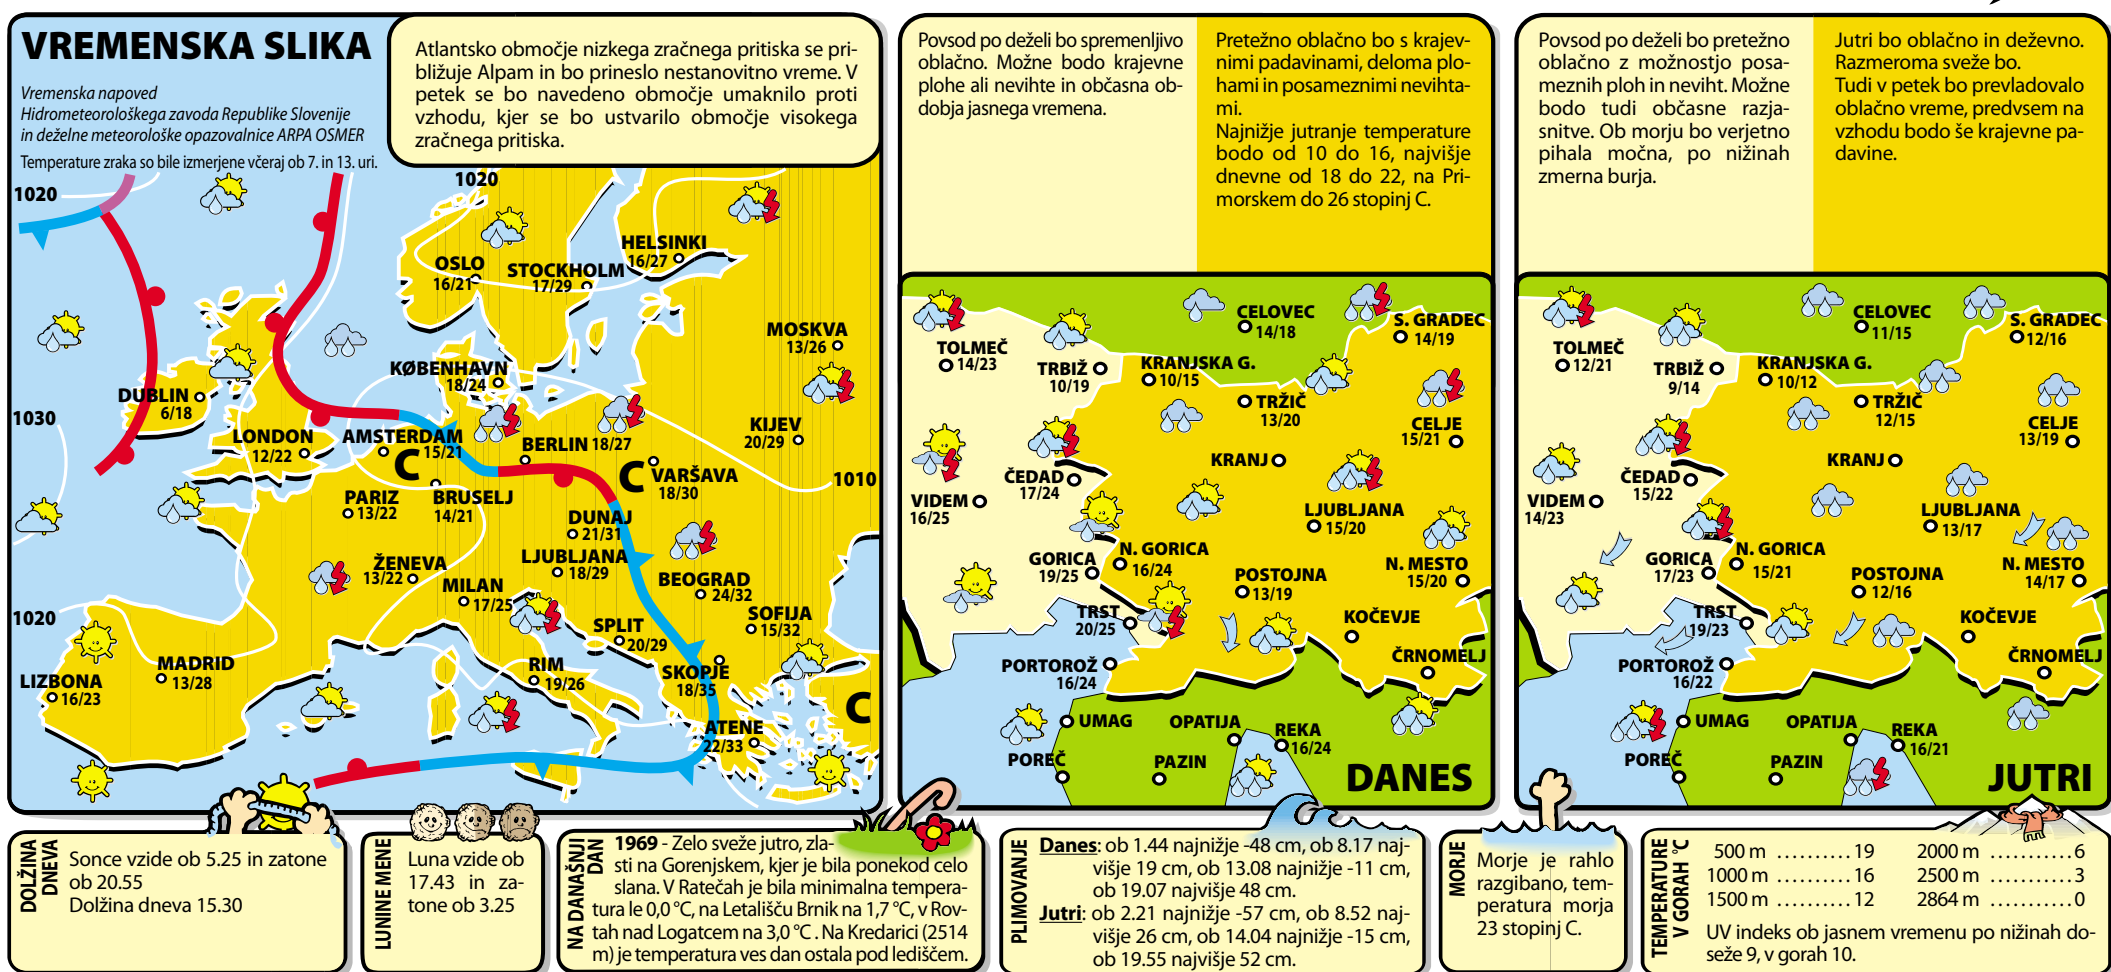 VREMENSKA SLIKA
Vremenska napoved
Hidrometeorološkega zavoda Republike Slovenije
in deželne meteorološke opazovalnice ARPA OSMER
Temperature zraka so bile izmerjene včeraj ob 7. in 13. uri.
Atlantsko območje nizkega zračnega pritiska se pri-
bližuje Alpam in bo prineslo nestanovitno vreme. V
petek se bo navedeno območje umaknilo proti
vzhodu, kjer se bo ustvarilo območje visokega
zračnega pritiska.
1020
1020
HELSINKI
16/27
OSLO
16/21
STOCKHOLM
17/29
MOSKVA
13/26
KØBENHAVN
18/24
DUBLIN
6/18
1030
LONDON
12/22
AMSTERDAM
15/21
C
BERLIN 18/27
KIJEV
20/29
C
VARŠAVA
18/30
1010
PARIZ
13/22
BRUSELJ
14/21
DUNAJ
21/31
ŽENEVA
13/22
LJUBLJANA
18/29
MILAN
17/25
BEOGRAD
24/32
1020
SPLIT
20/29
SOFIJA
15/32
MADRID
13/28
LIZBONA
16/23
RIM
19/26
SKOPJE
18/35
C
ATENE
22/33
Povsod po deželi bo spremenljivo
oblačno. Možne bodo krajevne
plohe ali nevihte in občasna ob-
dobja jasnega vremena.
Pretežno oblačno bo s krajev-
nimi padavinami, deloma plo-
hami in posameznimi nevihta-
mi.
Najnižje jutranje temperature
bodo od 10 do 16, najvišje
dnevne od 18 do 22, na Pri-
morskem do 26 stopinj C.
CELOVEC
14/18
S. GRADEC
14/19
TOLMEČ
14/23
TRBIŽ
10/19
KRANJSKA G.
10/15
TRŽIČ
13/20
CELJE
15/21
KRANJ
ČEDAD
17/24
VIDEM
16/25
LJUBLJANA
15/20
GORICA
19/25
N. GORICA
16/24
N. MESTO
15/20
POSTOJNA
13/19
TRST
20/25
KOČEVJE
PORTOROŽ
16/24
ČRNOMELJ
UMAG
OPATIJA
REKA
16/24
POREČ
PAZIN
DANES
Povsod po deželi bo pretežno
oblačno z možnostjo posa-
meznih ploh in neviht. Možne
bodo tudi občasne razja-
snitve. Ob morju bo verjetno
pihala močna, po nižinah
zmerna burja.
Jutri bo oblačno in deževno.
Razmeroma sveže bo.
Tudi v petek bo prevladovalo
oblačno vreme, predvsem na
vzhodu bodo še krajevne pa-
davine.
CELOVEC
11/15
S. GRADEC
12/16
TOLMEČ
12/21
TRBIŽ
9/14
KRANJSKA G.
10/12
TRŽIČ
12/15
CELJE
13/19
KRANJ
ČEDAD
15/22
VIDEM
14/23
LJUBLJANA
13/17
GORICA
17/23
N. GORICA
15/21
N. MESTO
14/17
POSTOJNA
12/16
TRST
19/23
KOČEVJE
PORTOROŽ
16/22
ČRNOMELJ
UMAG
OPATIJA
REKA
16/21
POREČ
PAZIN
JUTRI
DOLŽINA
DNEVA
Sonce vzide ob 5.25 in zatone
ob 20.55
Dolžina dneva 15.30
LUNINE MENE
Luna vzide ob
17.43 in za-
tone ob 3.25
NA DANAŠNJI
DAN
1969 - Zelo sveže jutro, zla-
sti na Gorenjskem, kjer je bila ponekod celo
slana. V Ratečah je bila minimalna tempera-
tura le 0,0 °C, na Letališču Brnik na 1,7 °C, v Rov-
tah nad Logatcem na 3,0 °C . Na Kredarici (2514
m) je temperatura ves dan ostala pod lediščem.
PLIMOVANJE
Danes: ob 1.44 najnižje -48 cm, ob 8.17 naj-
višje 19 cm, ob 13.08 najnižje -11 cm,
ob 19.07 najvišje 48 cm.
Jutri: ob 2.21 najnižje -57 cm, ob 8.52 naj-
višje 26 cm, ob 14.04 najnižje -15 cm,
ob 19.55 najvišje 52 cm.
MORJE
Morje je rahlo
razgibano, tem-
peratura morja
23 stopinj C.
TEMPERATURE
V GORAH °C
500 m ..........19
1000 m ..........16
1500 m ..........12
2000 m ...........6
2500 m ...........3
2864 m ...........0
UV indeks ob jasnem vremenu po nižinah do-
seže 9, v gorah 10.